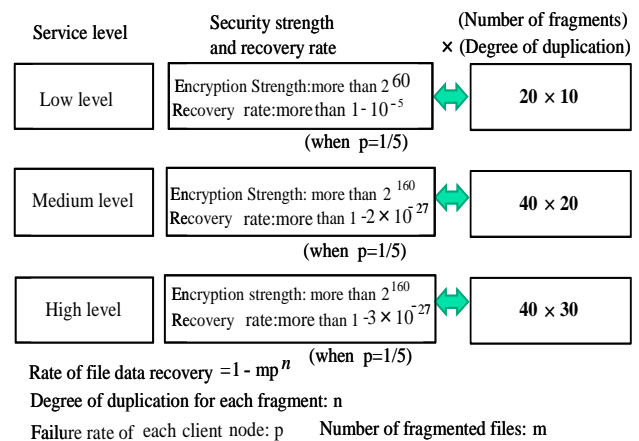 Service level
Security strength
and recovery rate
(Number of fragments)
× (Degree of duplication)
Low level
Encryption Strength:more than 2^60
Recovery rate:more than 1- 10^-5
20 × 10
(when p=1/5)
Medium level
Encryption Strength: more than 2^160
Recovery rate:more than 1 -2 × 10^-27
40 × 20
(when p=1/5)
High level
Encryption strength: more than 2^160
Recovery rate:more than 1 -3 × 10^-27
40 × 30
(when p=1/5)
Rate of file data recovery =1 - mp^n
Degree of duplication for each fragment: n
Failure rate of each client node: p Number of fragmented files: m